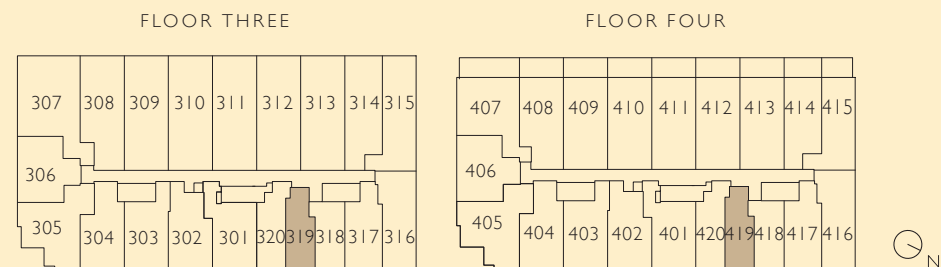 FLOOR THREE
FLOOR FOUR
307 308 309 310 311 312 313 314 315
306
305 304 303 302 301 320 319 318 317 316
407 408 409 410 411 412 413 414 415
406
405 404 403 402 401 420 419 418 417 416
N